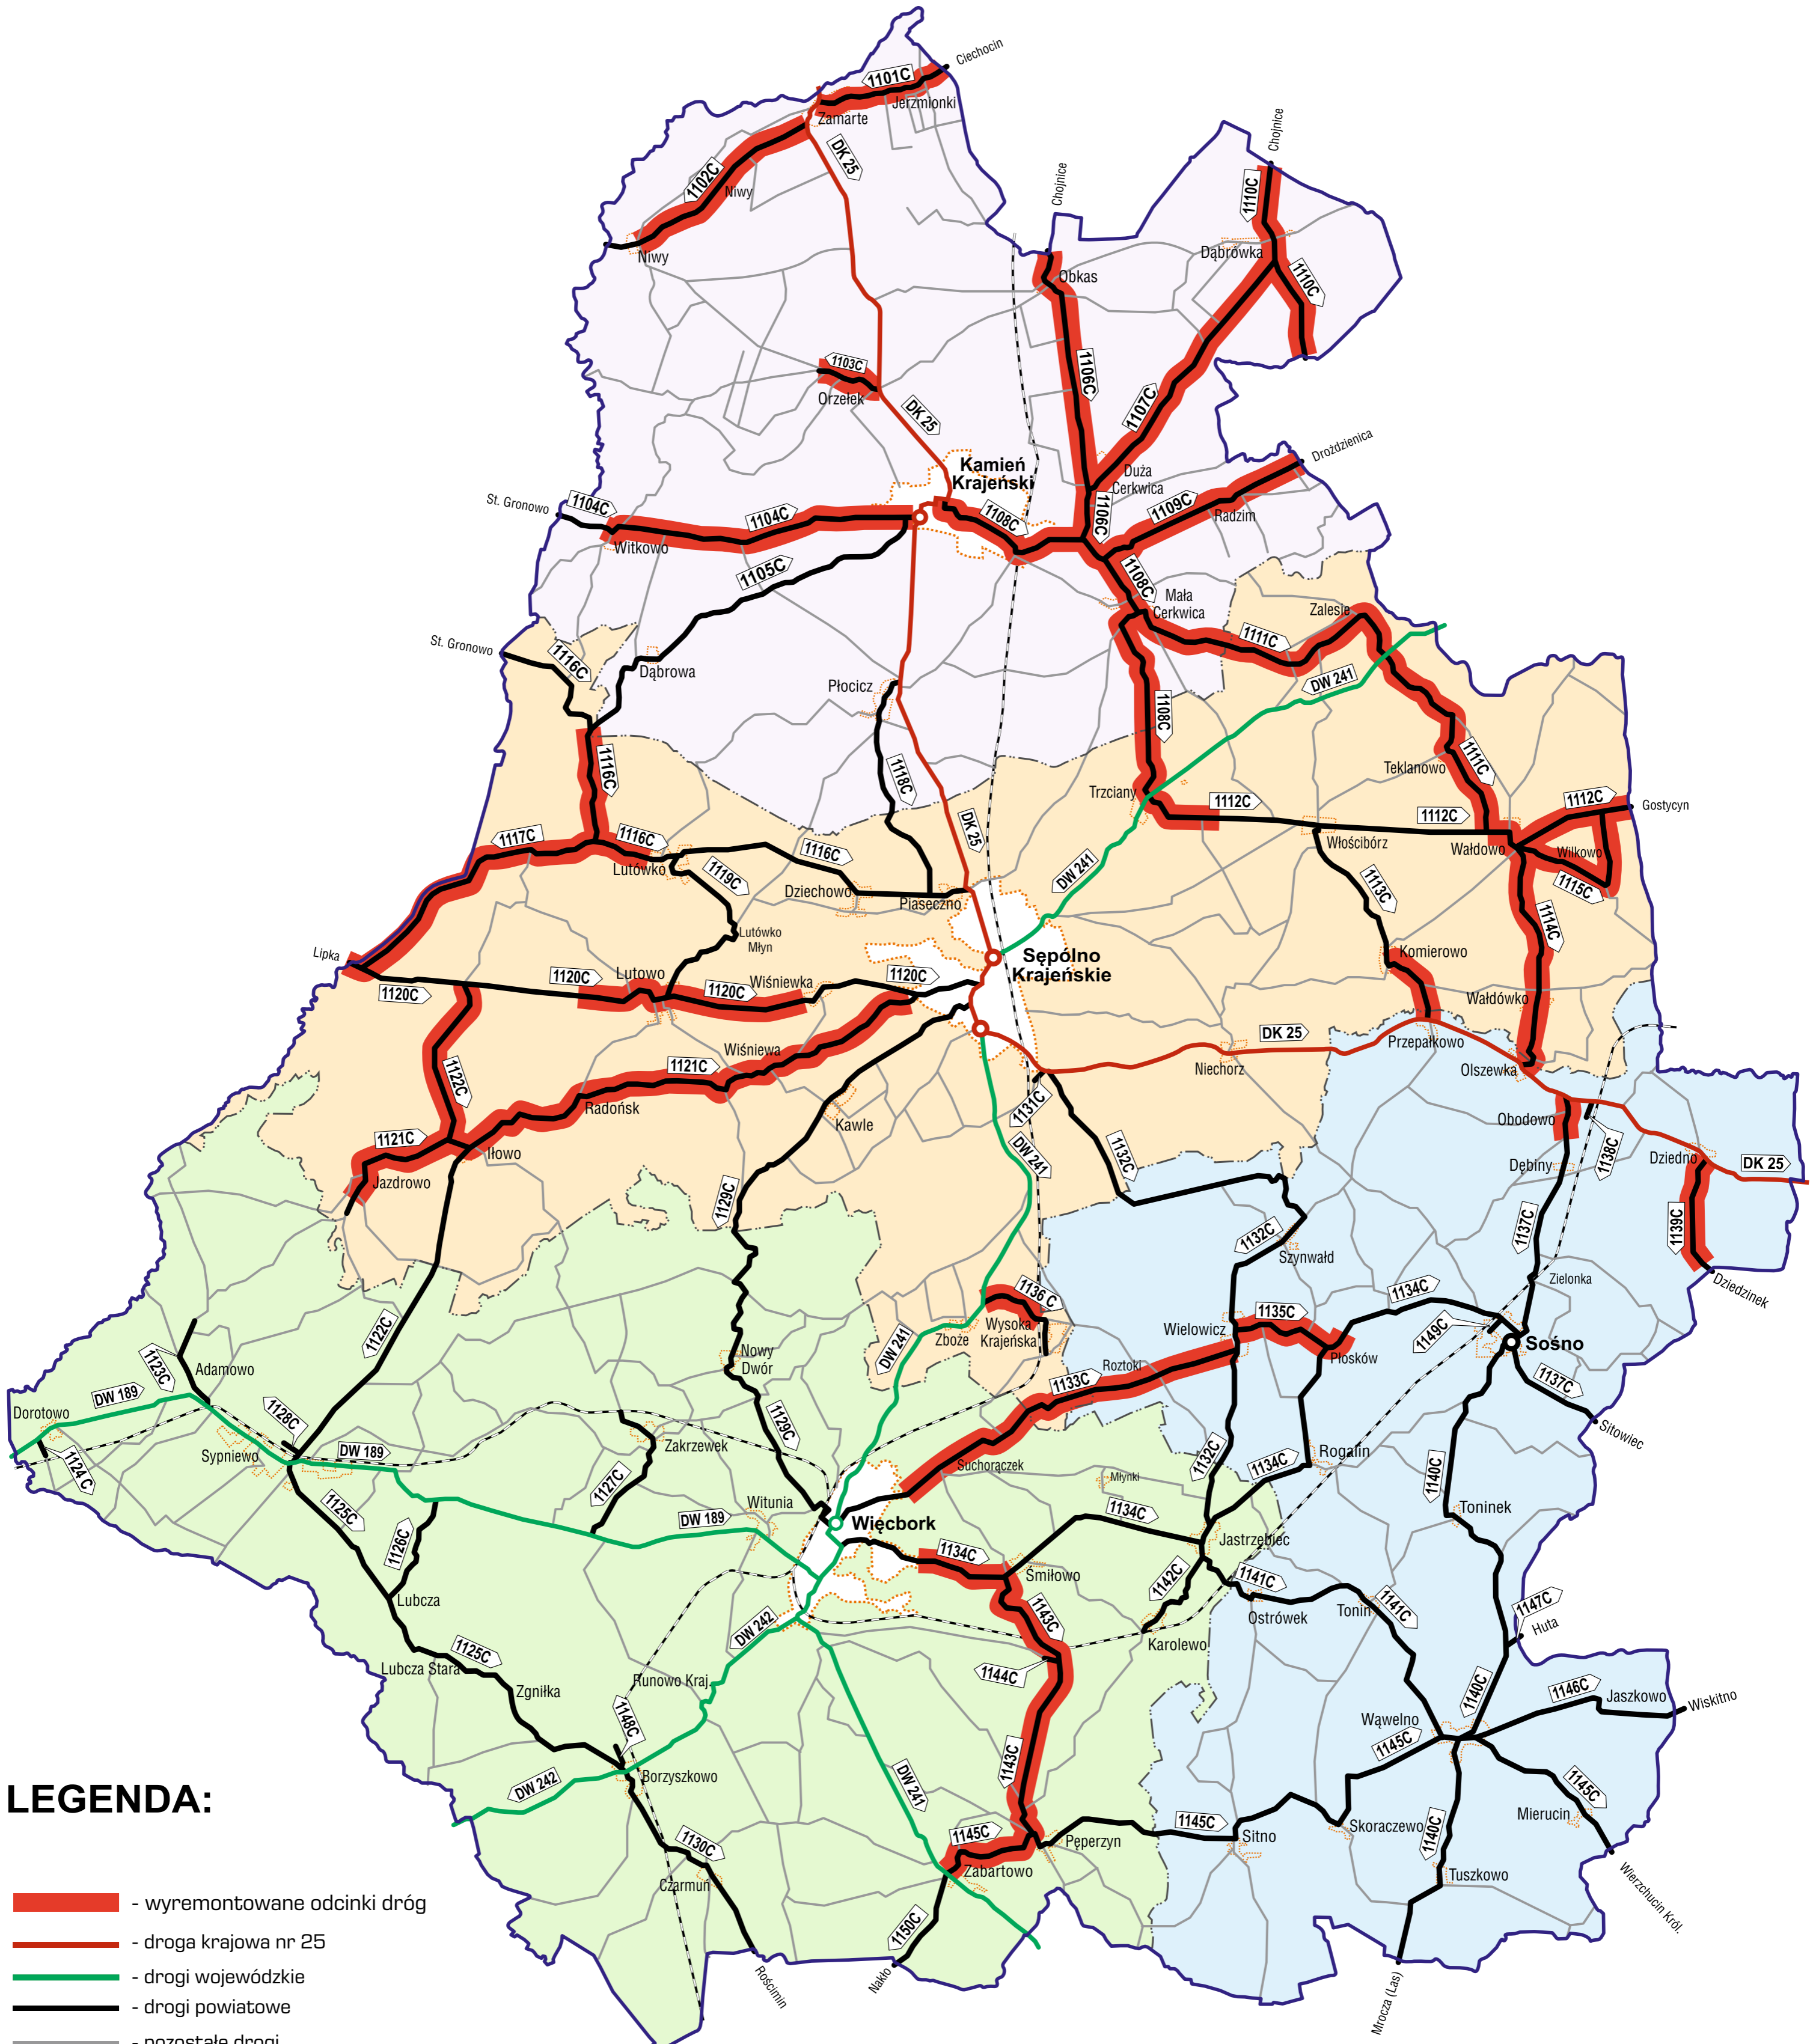 Ciechocin
1101C
Jerzmionki
Zamarte
DK 25
1102C
Niwy
Niwy
Chojnice
Chojnice
1110C
Dąbrówka
1110C
Obkas
1103C
Orzełek
DK 25
1106C
1107C
Kamień
Krajeński
Duża
Cerkwica
Drożdzienica
St. Gronowo
1104C
1104C
Witkowo
1108C
1106C
1109C
Radzim
1105C
1108C
Mała
Cerkwica
Zalesie
St. Gronowo
1116C
Dąbrowa
1111C
DW 241
Płocicz
1108C
1116C
1118C
Teklanowo
1111C
Trzciany
1112C
1112C
1112C
Gostycyn
DK 25
1117C
1116C
Lutówko
1116C
1119C
Dziechowo
Piaseczno
DW 241
Włościbórz
Wałdowo
Wilkowo
1113C
1115C
Lutówko
Młyn
1114C
Lipka
Komierowo
Sępólno
Krajeńskie
1120C
1120C
Lutowo
1120C
Wiśniewka
1120C
Wałdówko
DK 25
Przepałkowo
Wiśniewa
1121C
Niechorz
Olszewka
1122C
Radońsk
1131C
Obodowo
Kawle
1121C
Iłowo
DW 241
1132C
1138C
Dziedno
DK 25
Dębiny
Jazdrowo
1129C
1137C
1139C
1132C
Szynwałd
Zielonka
Dziedzinek
1136 C
1134C
1122C
Zboże
Wysoka
Krajeńska
Wielowicz
1135C
1149C
Sośno
Nowy
Dwór
DW 241
Roztoki
Płosków
1123C
Adamowo
1133C
1137C
DW 189
Dorotowo
1128C
1129C
Sitowiec
Zakrzewek
Rogalin
DW 189
Sypniewo
1124 C
Suchorączek
Młynki
1132C
1134C
1140C
1127C
Witunia
1125C
DW 189
1134C
Toninek
Więcbork
1126C
Jastrzębiec
1134C
Śmiłowo
1142C
1141C
Lubcza
Ostrówek
Tonin
1141C
1147C
Huta
1143C
DW 242
Karolewo
1125C
Lubcza Stara
1144C
Runowo Kraj.
Zgniłka
1140C
1146C
Jaszkowo
Wiskitno
1148C
Wąwelno
1145C
1143C
Borzyszkowo
DW 242
DW 241
1145C
Mierucin
1145C
1145C
Sitno
Skoraczewo
1130C
Pęperzyn
1140C
Zabartowo
Tuszkowo
Czarmuń
Wierzchucin Król.
1150C
Rościmin
Nakło
Mrocza (Las)
LEGENDA:
- wyremontowane odcinki dróg
- droga krajowa nr 25
- drogi wojewódzkie
- drogi powiatowe
- pozostałe drogi